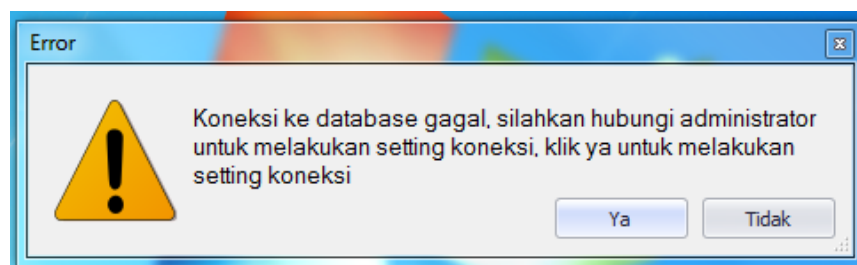 Error
Koneksi ke database gagal, silahkan hubungi administrator
untuk melakukan setting koneksi, klik ya untuk melakukan
setting koneksi
Ya
Tidak